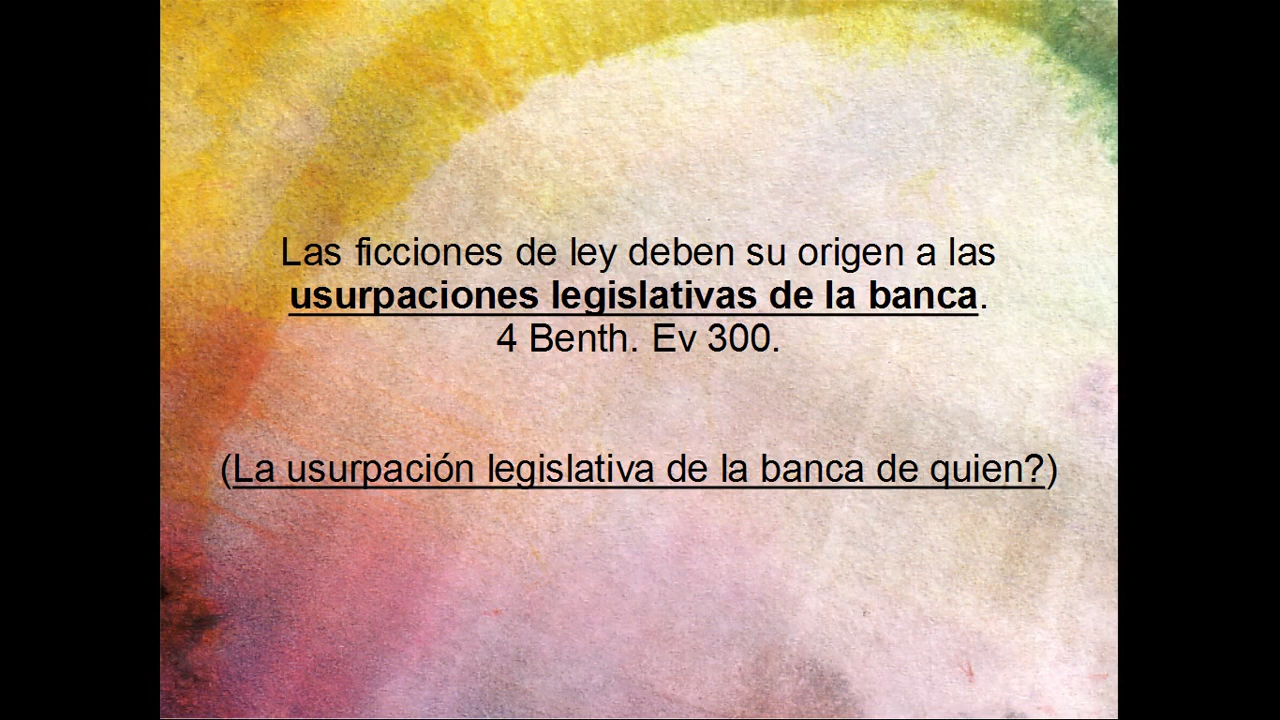 Las ficciones de ley deben su origen a las
usurpaciones legislativas de la banca.
4 Benth. Ev 300.
(La usurpación legislativa de la banca de quien?)